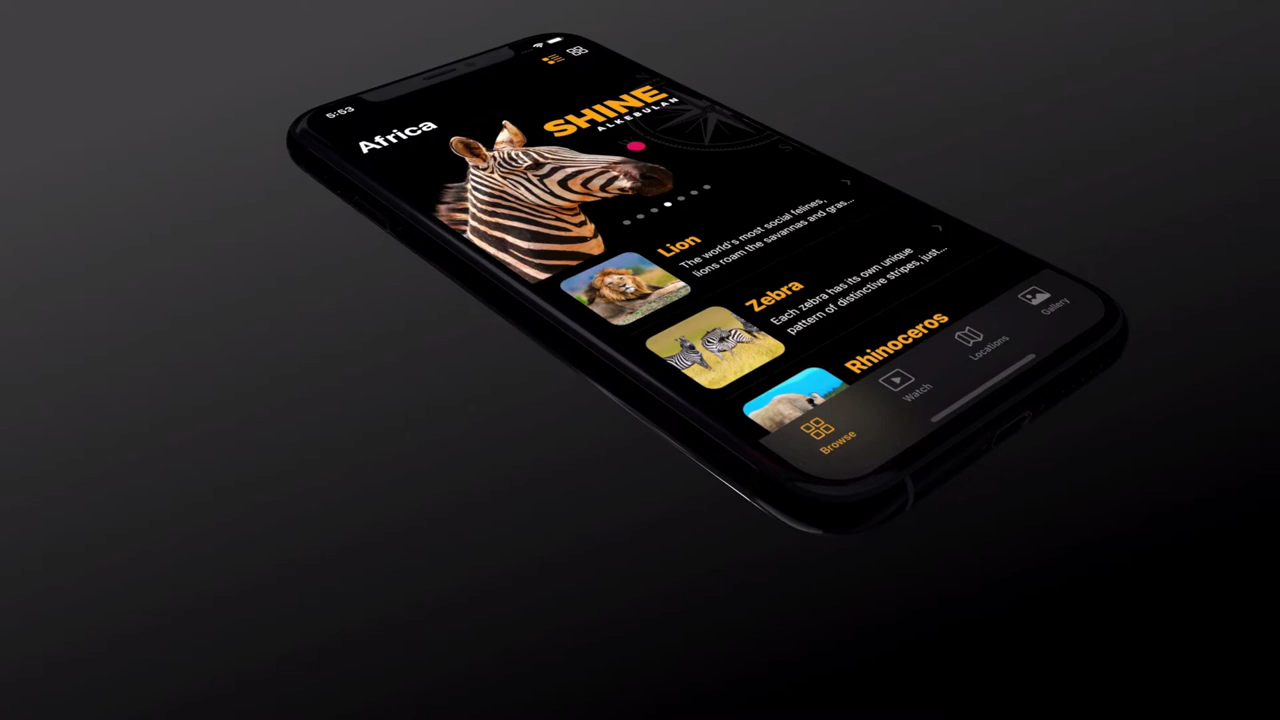 5:53
Africa
SHINE
ALKEBULAN
N
S
Lion
The world's most social felines,
lions roam the savannas and gras...
Zebra
Each zebra has its own unique
pattern of distinctive stripes, just...
Rhinoceros
Browse
Watch
Locations
Gallery